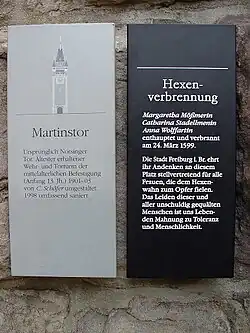 Martinstor
Ursprünglich Norsinger
Tor. Ältester erhaltener
Wehr- und Torturm der
mittelalterlichen Befestigung
(Anfang 13. Jh.) 1901-03
von C. Schäfer umgestaltet.
1998 umfassend saniert
Hexen-
verbrennung
Margaretha Mößmerin
Catharina Stadellmenin
Anna Wolffartin
enthauptet und verbrannt
am 24. März 1599.
Die Stadt Freiburg i. Br. ehrt
ihr Andenken an diesem
Platz stellvertretend für alle
Frauen, die dem Hexen-
wahn zum Opfer fielen.
Das Leiden dieser und
aller unschuldig gequälten
Menschen ist uns Leben-
den Mahnung zu Toleranz
und Menschlichkeit.